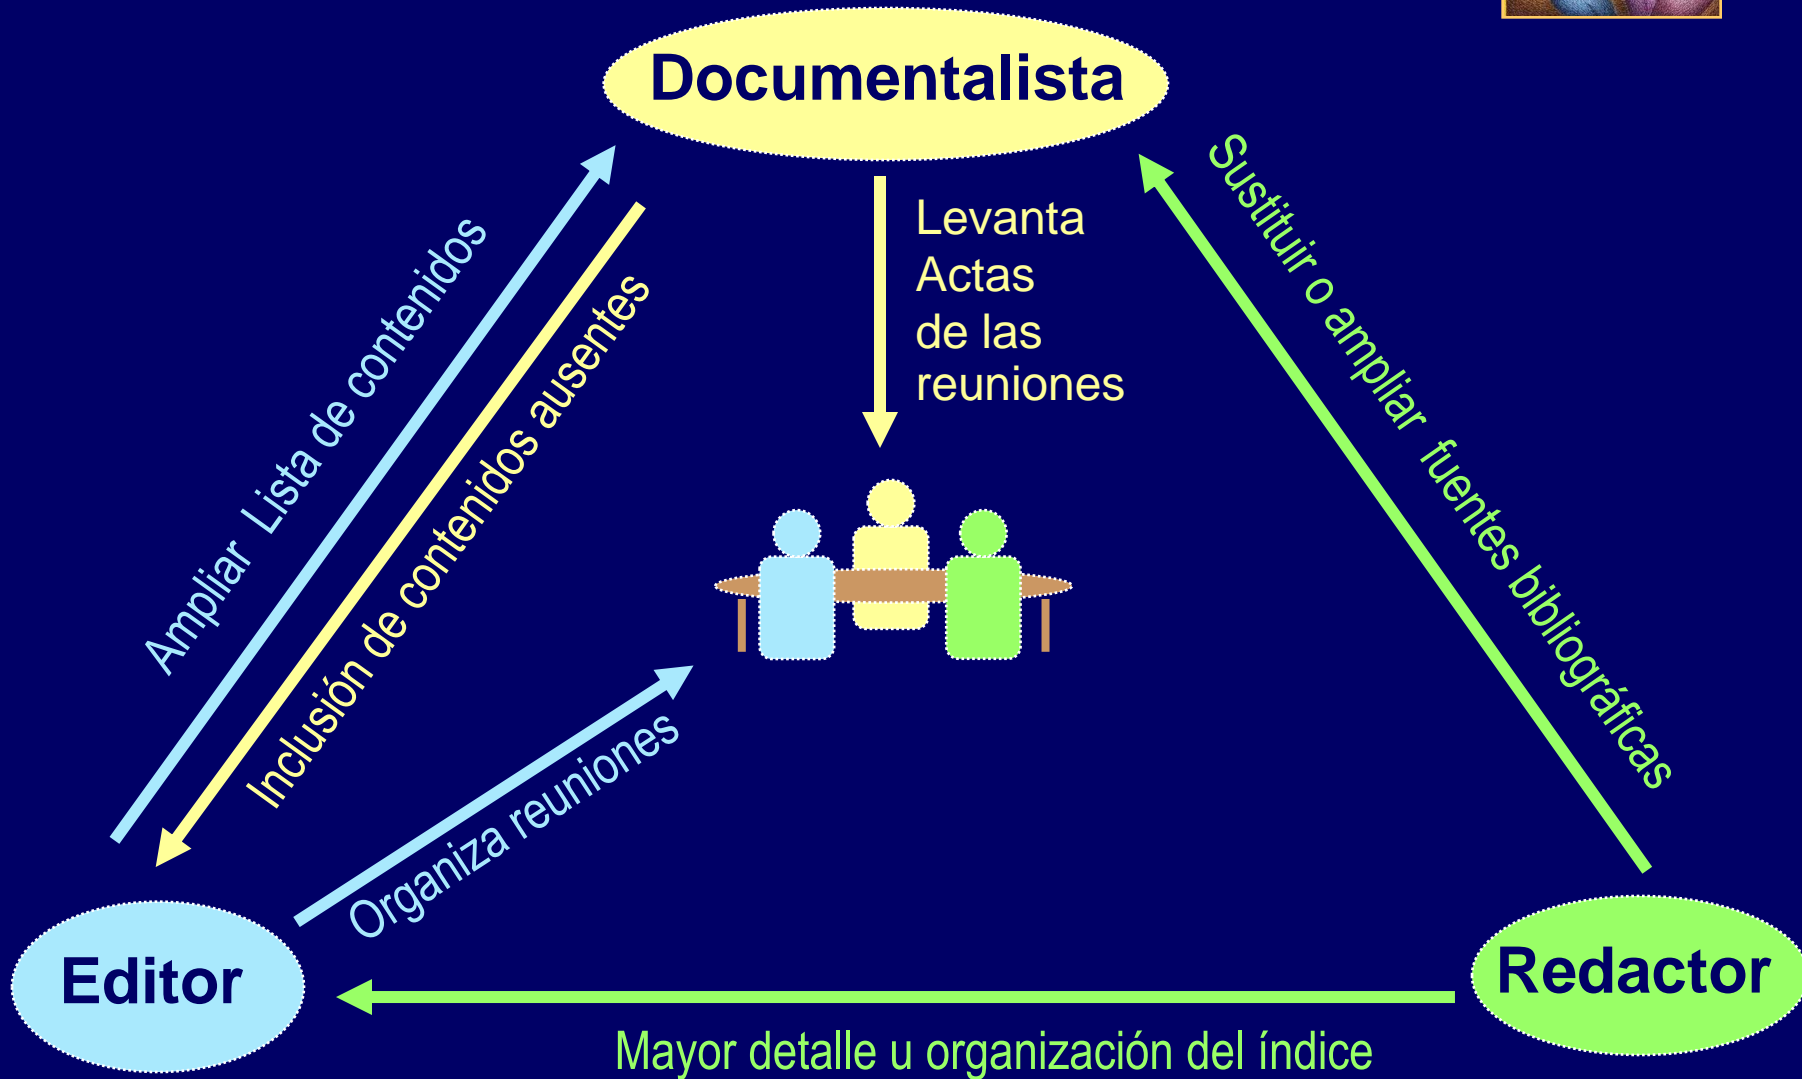 Documentalista
Levanta
Actas
de las
reuniones
Ampliar Lista de contenidos
Inclusión de contenidos ausentes
Sustituir o ampliar fuentes bibliográficas
Organiza reuniones
Editor
Redactor
Mayor detalle u organización del índice